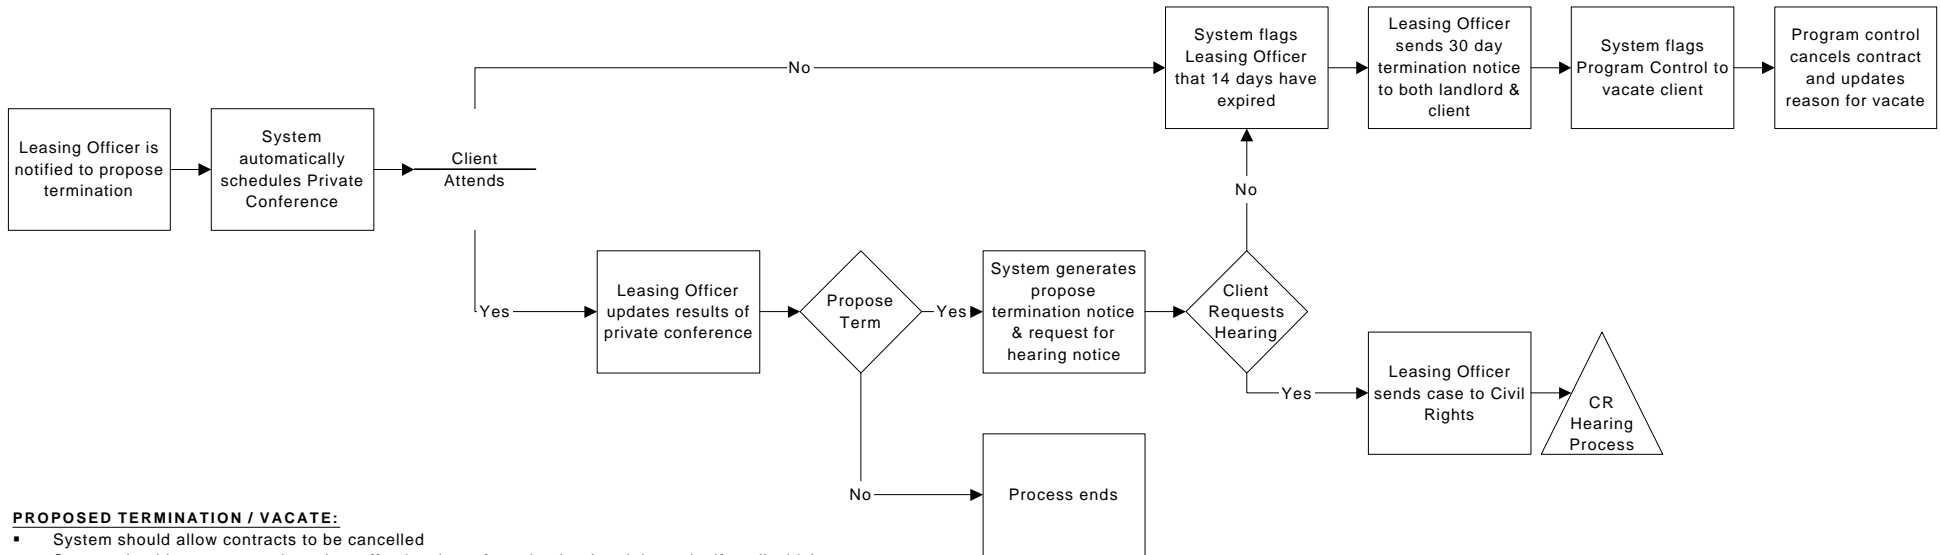 Leasing Officer is
notified to propose
termination
System
automatically
schedules Private
Conference
Client
Attends
No
System flags
Leasing Officer
that 14 days have
expired
Leasing Officer
sends 30 day
termination notice
to both landlord &
client
System flags
Program Control to
vacate client
Program control
cancels contract
and updates
reason for vacate
Yes
Leasing Officer
updates results of
private conference
Propose
Term
Yes
System generates
propose
termination notice
& request for
hearing notice
Client
Requests
Hearing
No
Yes
Leasing Officer
sends case to Civil
Rights
CR
Hearing
Process
No
Process ends
PROPOSED TERMINATION / VACATE:
▪ System should allow contracts to be cancelled